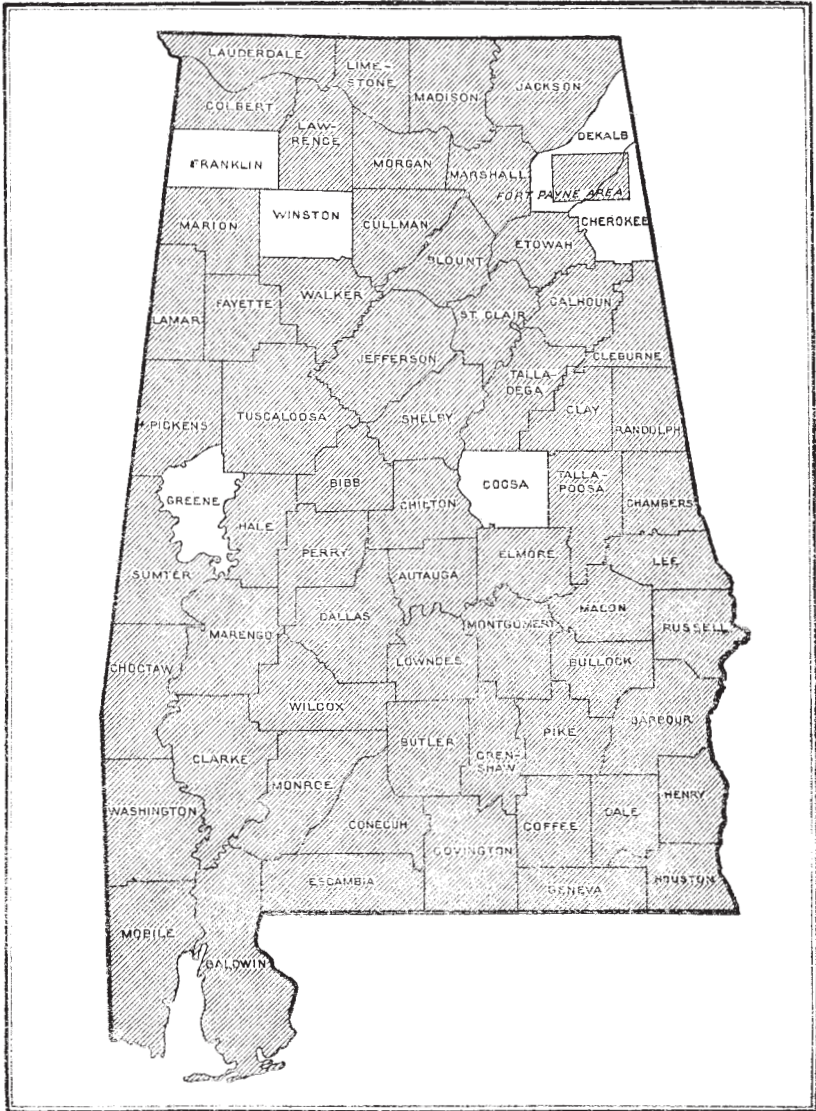 LAUDERDALE
LIME-
STONE
MADISON
JACKSON
COLBERT
LAW-
RENCE
DEKALB
FRANKLIN
MORGAN
MARSHALL
FORT PAYNE AREA
WINSTON
CULLMAN
CHEROKEE
MARION
ETOWAH
BLOUNT
WALKER
CALHOUN
FAYETTE
ST. CLAIR
LAMAR
JEFFERSON
CLEBURNE
TALLA-
DEGA
TUSCALOOSA
SHELBY
CLAY
PICKENS
RANDOLPH
BIBB
COOSA
TALLA-
POOSA
GREENE
CHILTON
CHAMBERS
HALE
PERRY
ELMORE
LEE
SUMTER
AUTAUGA
MACON
DALLAS
MONTGOMERY
RUSSELL
MARENGO
LOWNDES
BULLOCK
CHOCTAW
WILCOX
BARBOUR
BUTLER
PIKE
CREN-
SHAW
CLARKE
MONROE
HENRY
WASHINGTON
CONECUH
COFFEE
DALE
COVINGTON
ESCAMBIA
GENEVA
HOUSTON
MOBILE
BALDWIN